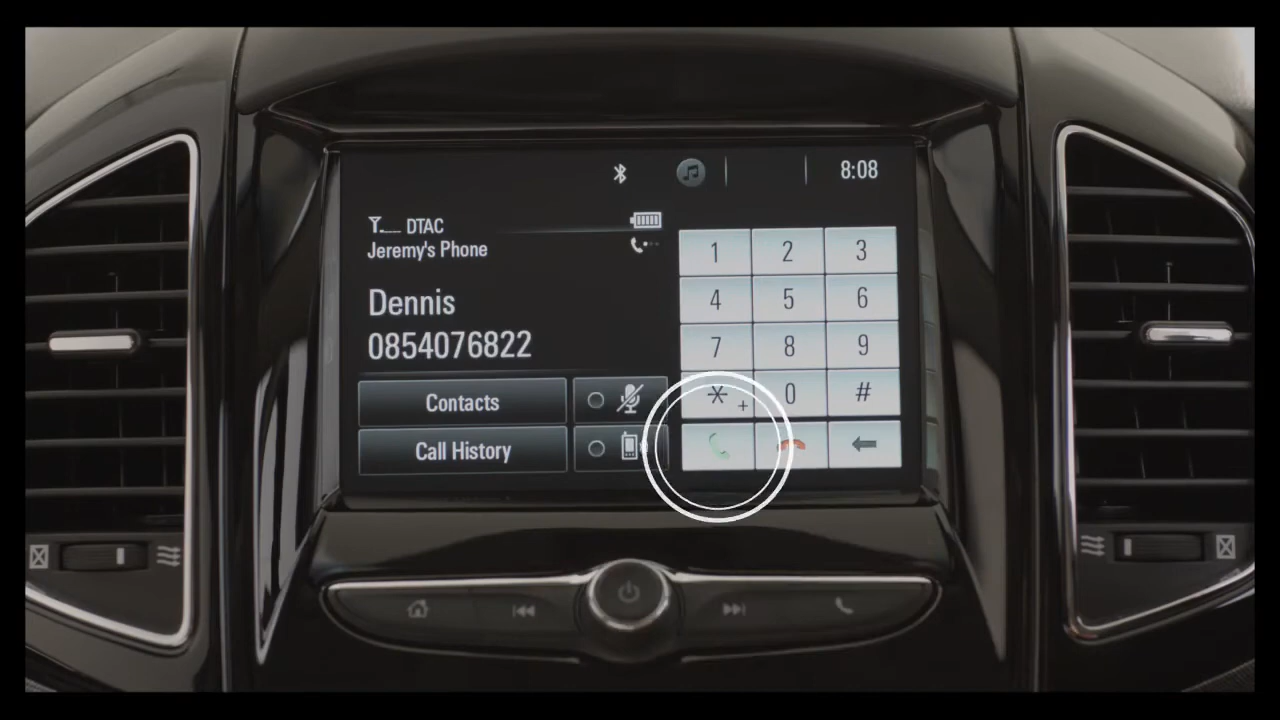 8:08
DTAC
Jeremy's Phone
Dennis
0854076822
Contacts
Call History
1 2 3
4 5 6
7 8 9
* + 0 #